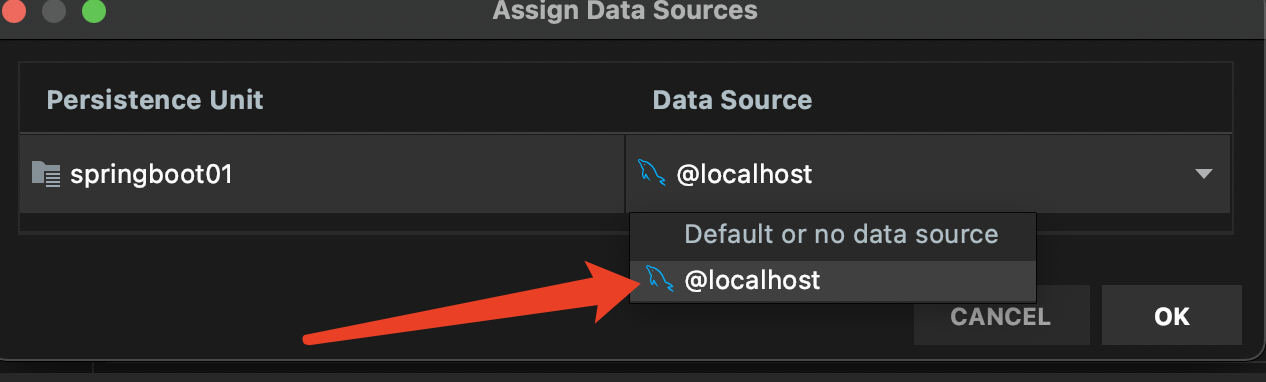 Assign Data Sources
Persistence Unit
Data Source
springboot01
@localhost
Default or no data source
@localhost
CANCEL
OK